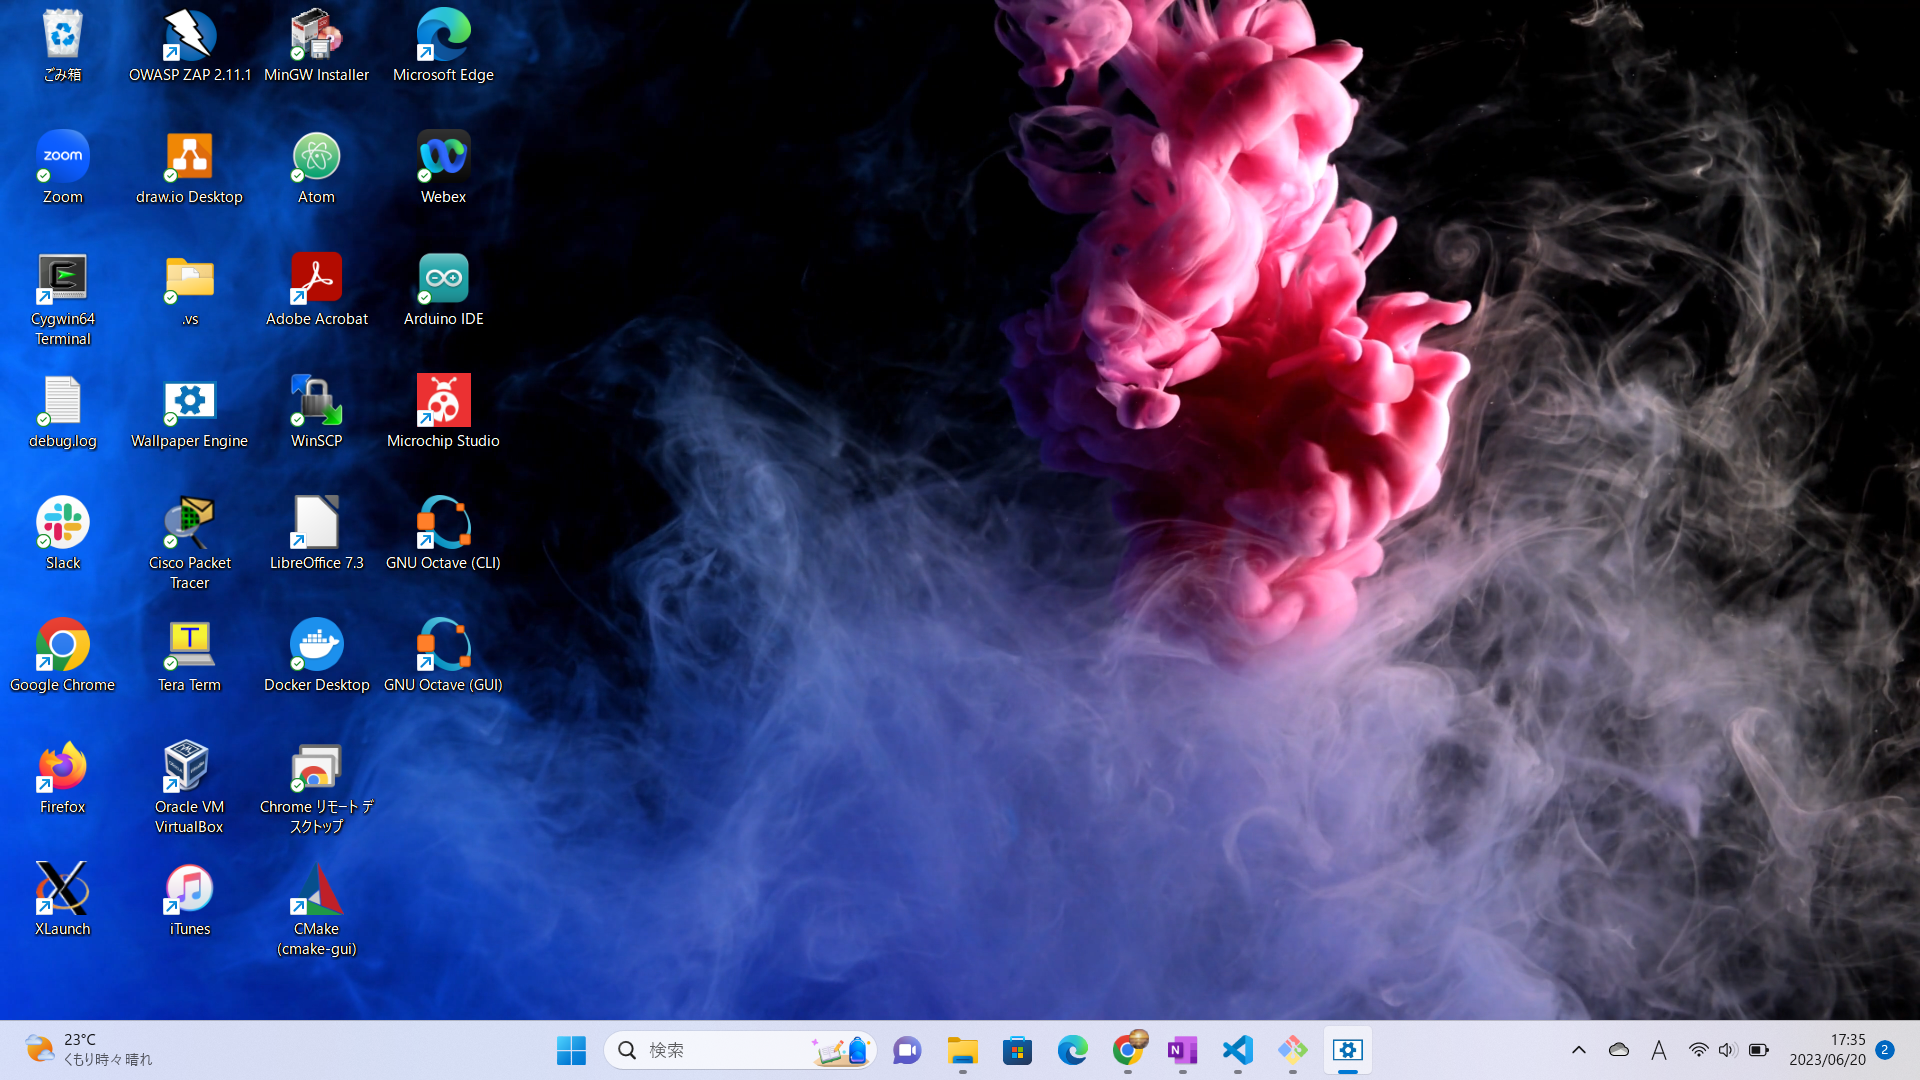 ごみ箱
OWASP ZAP 2.11.1
MinGW Installer
Microsoft Edge
zoom
Zoom
draw.io Desktop
Atom
Webex
Cygwin64
Terminal
.vs
Adobe Acrobat
Arduino IDE
debug.log
Wallpaper Engine
WinSCP
Microchip Studio
Slack
Cisco Packet
Tracer
LibreOffice 7.3
GNU Octave (CLI)
Google Chrome
T
Tera Term
Docker Desktop
GNU Octave (GUI)
Firefox
Oracle VM
VirtualBox
Chrome リモート デ
スクトップ
XLaunch
iTunes
CMake
(cmake-gui)
23°C
くもり時々晴れ
検索
N
A
17:35
2023/06/20
2